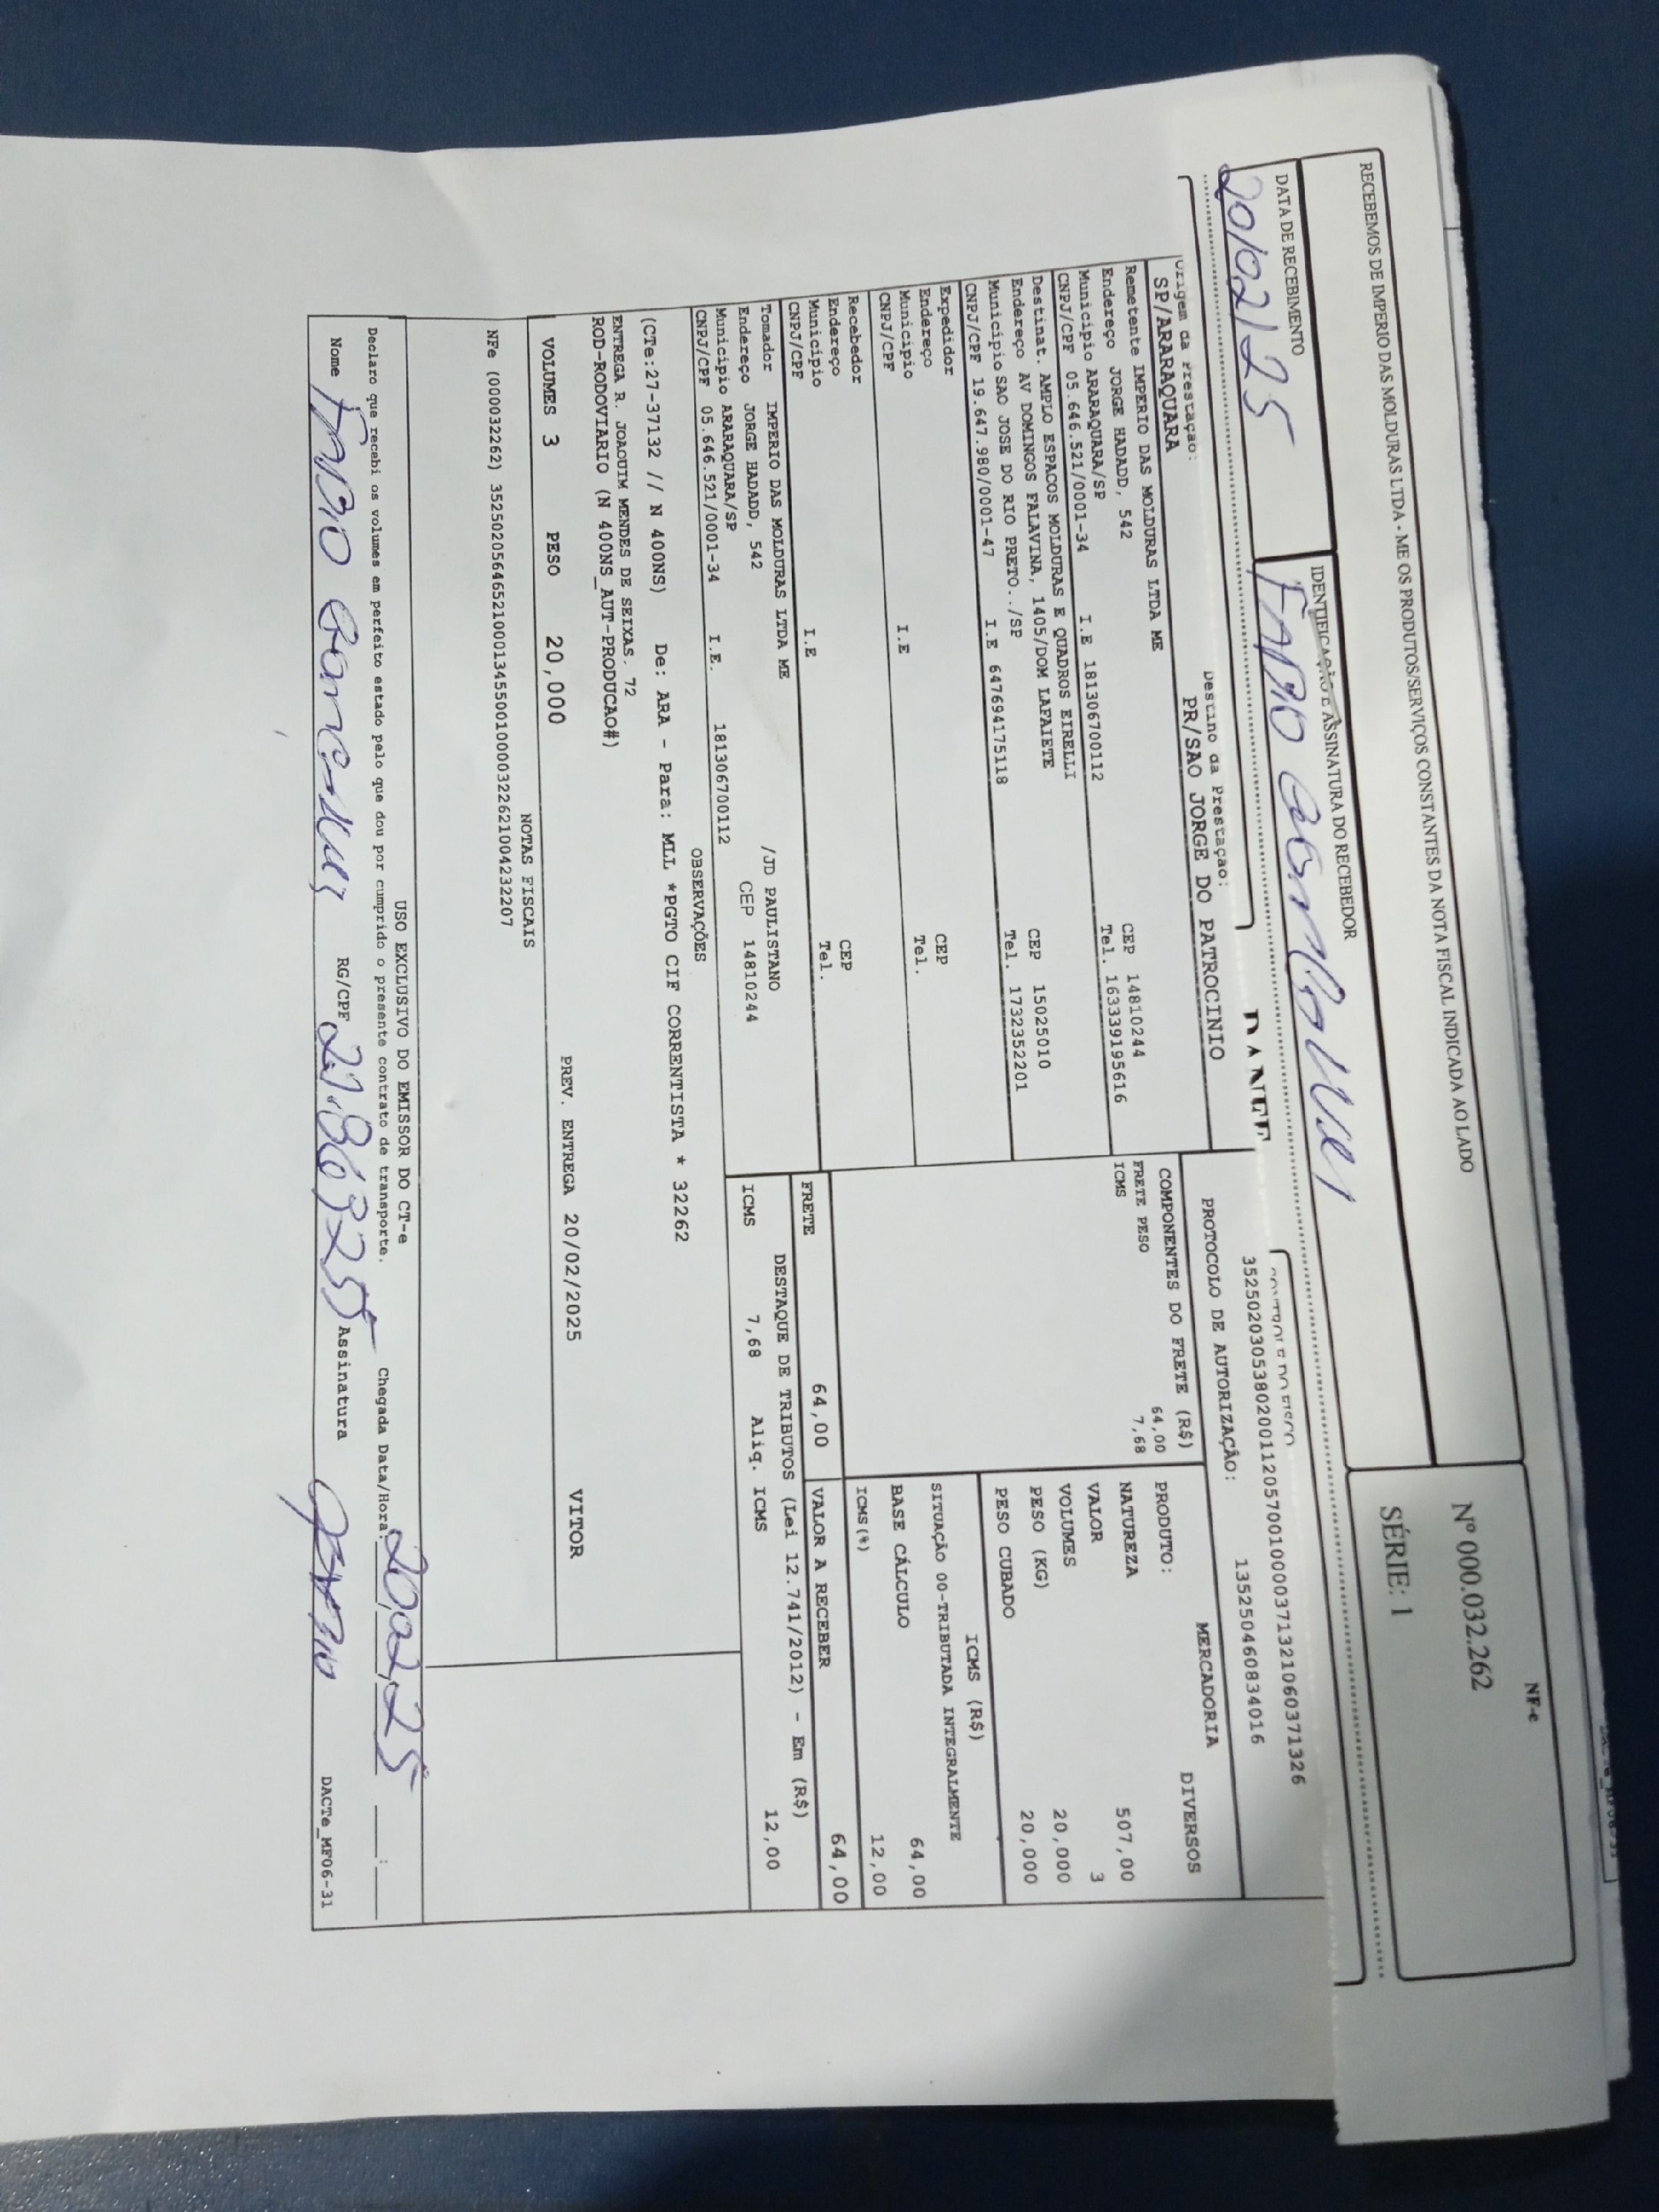 RECEBEMOS DE IMPERIO DAS MOLDURAS LTDA - ME OS PRODUTOS/SERVIÇOS CONSTANTES DA NOTA FISCAL INDICADA AO LADO
NF-e
Nº 000.032.262
SÉRIE: 1
DATA DE RECEBIMENTO
20/02/25
IDENTIFICAÇÃO E ASSINATURA DO RECEBEDOR
FABIO
DANFE
CONTROLE DO FISCO
35250203053802001120570010000371321060371326
PROTOCOLO DE AUTORIZAÇÃO: 135250460834016
Origem da Prestação:
SP/ARARAQUARA
Destino da Prestação:
PR/SAO JORGE DO PATROCINIO
Remetente IMPERIO DAS MOLDURAS LTDA ME
Endereço JORGE HADADD, 542 CEP 14810244
Município ARARAQUARA/SP Tel. 1633391956​16
CNPJ/CPF 05.646.521/0001-34 I.E 181306700112
Destinat. AMPLO ESPACOS MOLDURAS E QUADROS EIRELLI
Endereço AV DOMINGOS FALAVINA, 1405/DOM LAFAIETE CEP 15025010
Municipio SAO JOSE DO RIO PRETO../SP Tel. 1732352201
CNPJ/CPF 19.647.980/0001-47 I.E 647694175118
Expedidor
Endereço CEP
Município Tel.
CNPJ/CPF I.E
Recebedor
Endereço CEP
Município Tel.
CNPJ/CPF I.E
Tomador IMPERIO DAS MOLDURAS LTDA ME
Endereço JORGE HADADD, 542 /JD PAULISTANO
Município ARARAQUARA/SP CEP 14810244
CNPJ/CPF 05.646.521/0001-34 I.E. 181306700112
COMPONENTES DO FRETE (R$)
FRETE PESO 64,00
ICMS 7,68
MERCADORIA
PRODUTO: DIVERSOS
NATUREZA
VALOR 507,00
VOLUMES 3
PESO (KG) 20,000
PESO CUBADO 20,000
ICMS (R$)
SITUAÇÃO 00-TRIBUTADA INTEGRALMENTE
BASE CÁLCULO 64,00
ICMS(%) 12,00
FRETE 64,00
VALOR A RECEBER 64,00
DESTAQUE DE TRIBUTOS (Lei 12.741/2012) - Em (R$)
ICMS 7,68 Aliq. ICMS 12,00
OBSERVAÇÕES
(CTe:27-37132 // N 400NS) De: ARA - Para: MLL *PGTO CIF CORRENTISTA * 32262
ENTREGA R. JOAQUIM MENDES DE SEIXAS. 72
ROD-RODOVIARIO (N 400NS_AUT-PRODUCAO#)
VOLUMES 3 PESO 20,000 PREV. ENTREGA 20/02/2025 VITOR
NOTAS FISCAIS
NFe (000032262) 35250205646521000134550010000322621004232207
USO EXCLUSIVO DO EMISSOR DO CT-e
Declaro que recebi os volumes em perfeito estado pelo que dou por cumprido o presente contrato de transporte. Chegada Data/Hora: 20,02,25 __:__
Nome FABIO RG/CPF Assinatura
DACTe_MF06-31